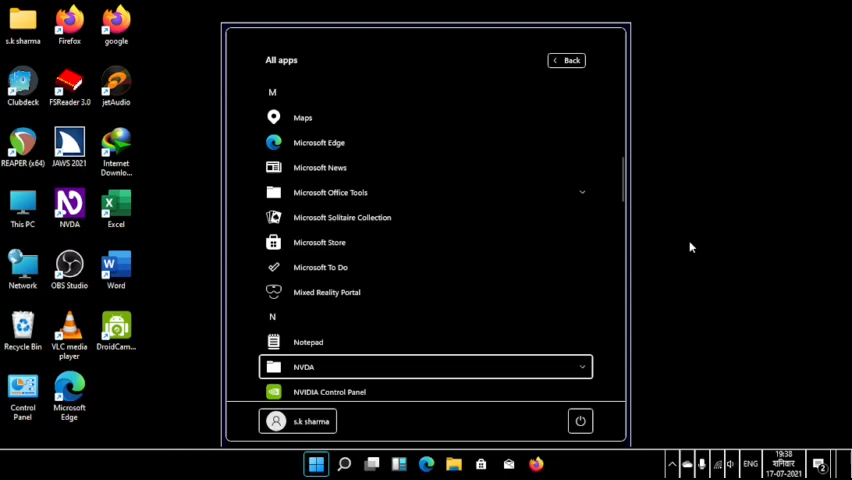 s.k sharma
Firefox
google
Clubdeck
FSReader 3.0
jetAudio
REAPER (x64)
JAWS 2021
Internet
Downlo...
This PC
NVDA
Excel
Network
OBS Studio
Word
Recycle Bin
VLC media
player
DroidCam...
Control
Panel
Microsoft
Edge
All apps
Back
M
Maps
Microsoft Edge
Microsoft News
Microsoft Office Tools
Microsoft Solitaire Collection
Microsoft Store
Microsoft To Do
Mixed Reality Portal
N
Notepad
NVDA
NVIDIA Control Panel
s.k sharma
ENG
19:38
शनिवार
17-07-2021
2